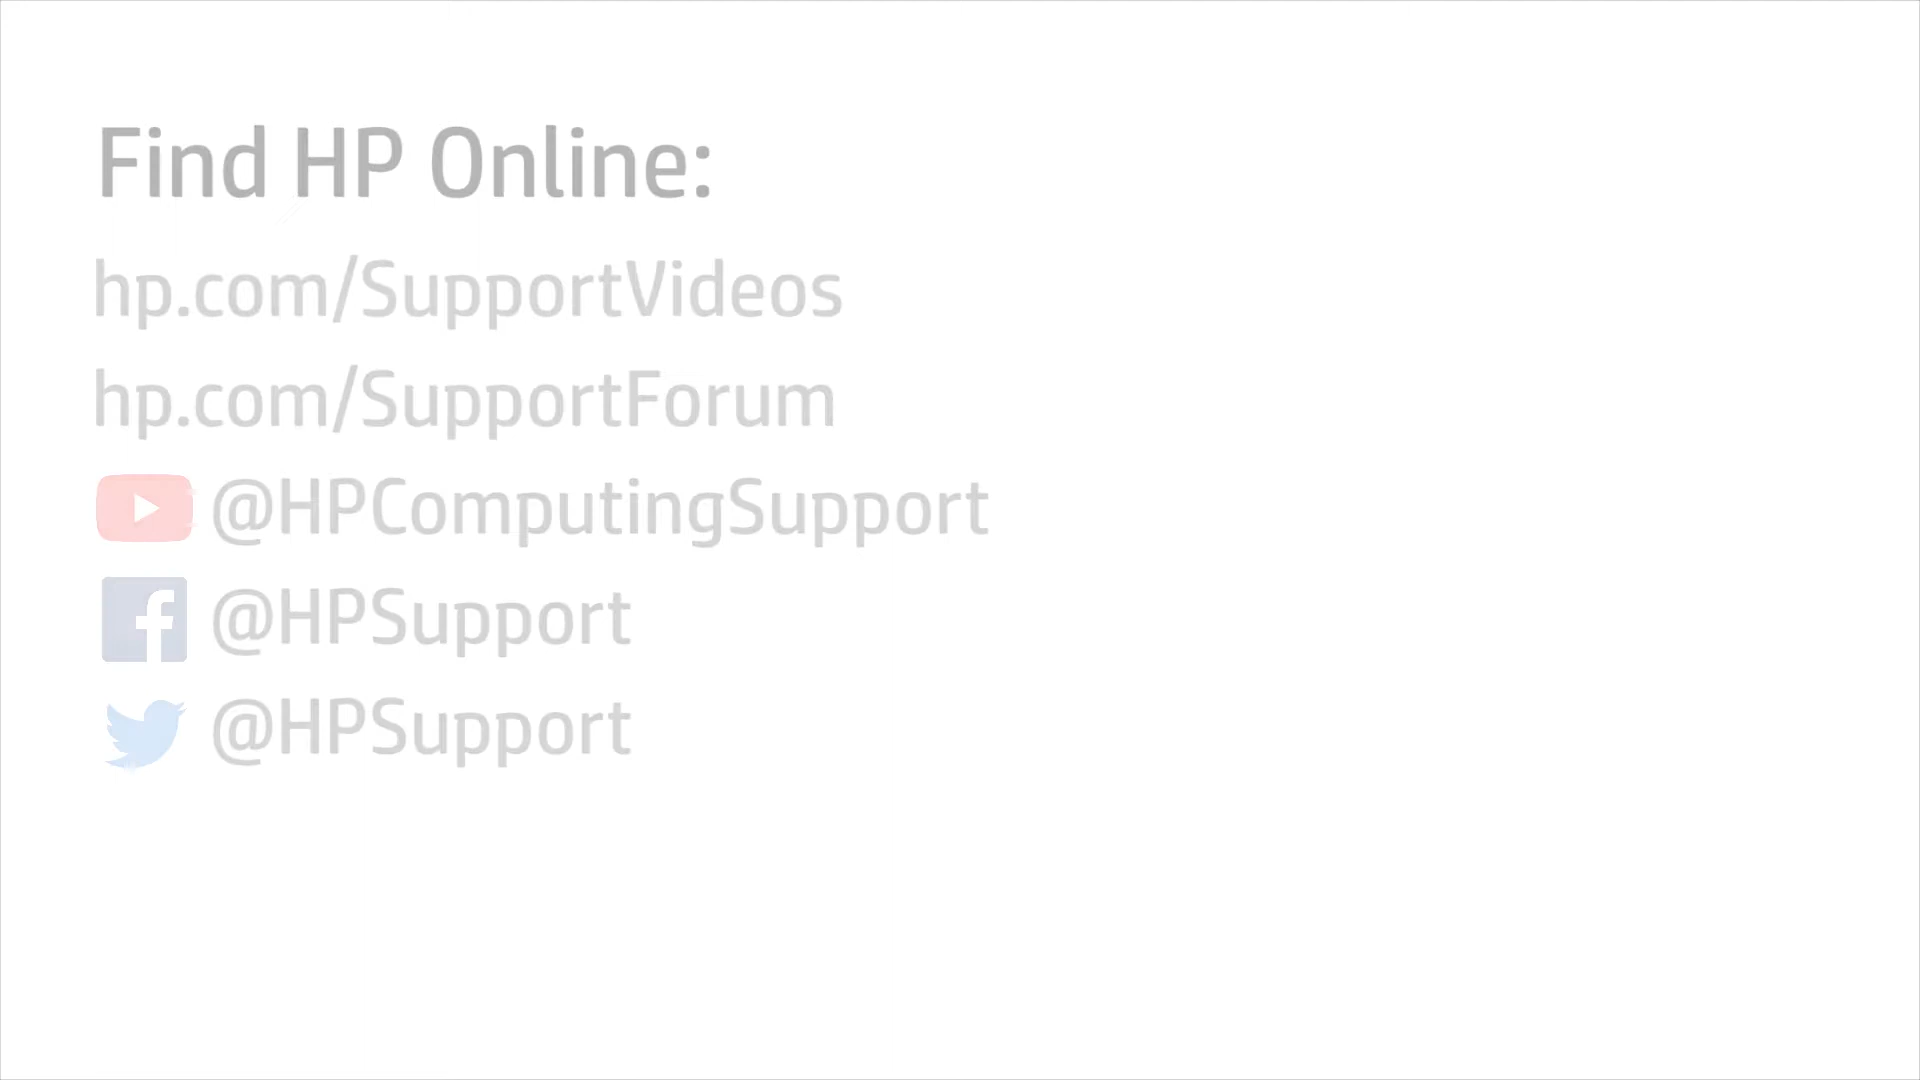 Find HP Online:
hp.com/SupportVideos
hp.com/SupportForum
@HPComputingSupport
@HPSupport
@HPSupport